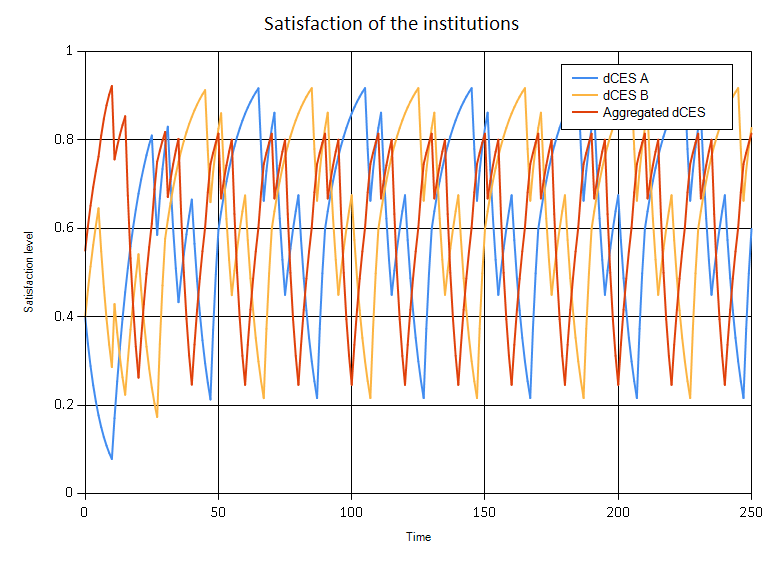 Satisfaction of the institutions
1
dCES A
dCES B
Aggregated dCES
0.8
0.6
Satisfaction level
0.4
0.2
0
0 50 100 150 200 250
Time